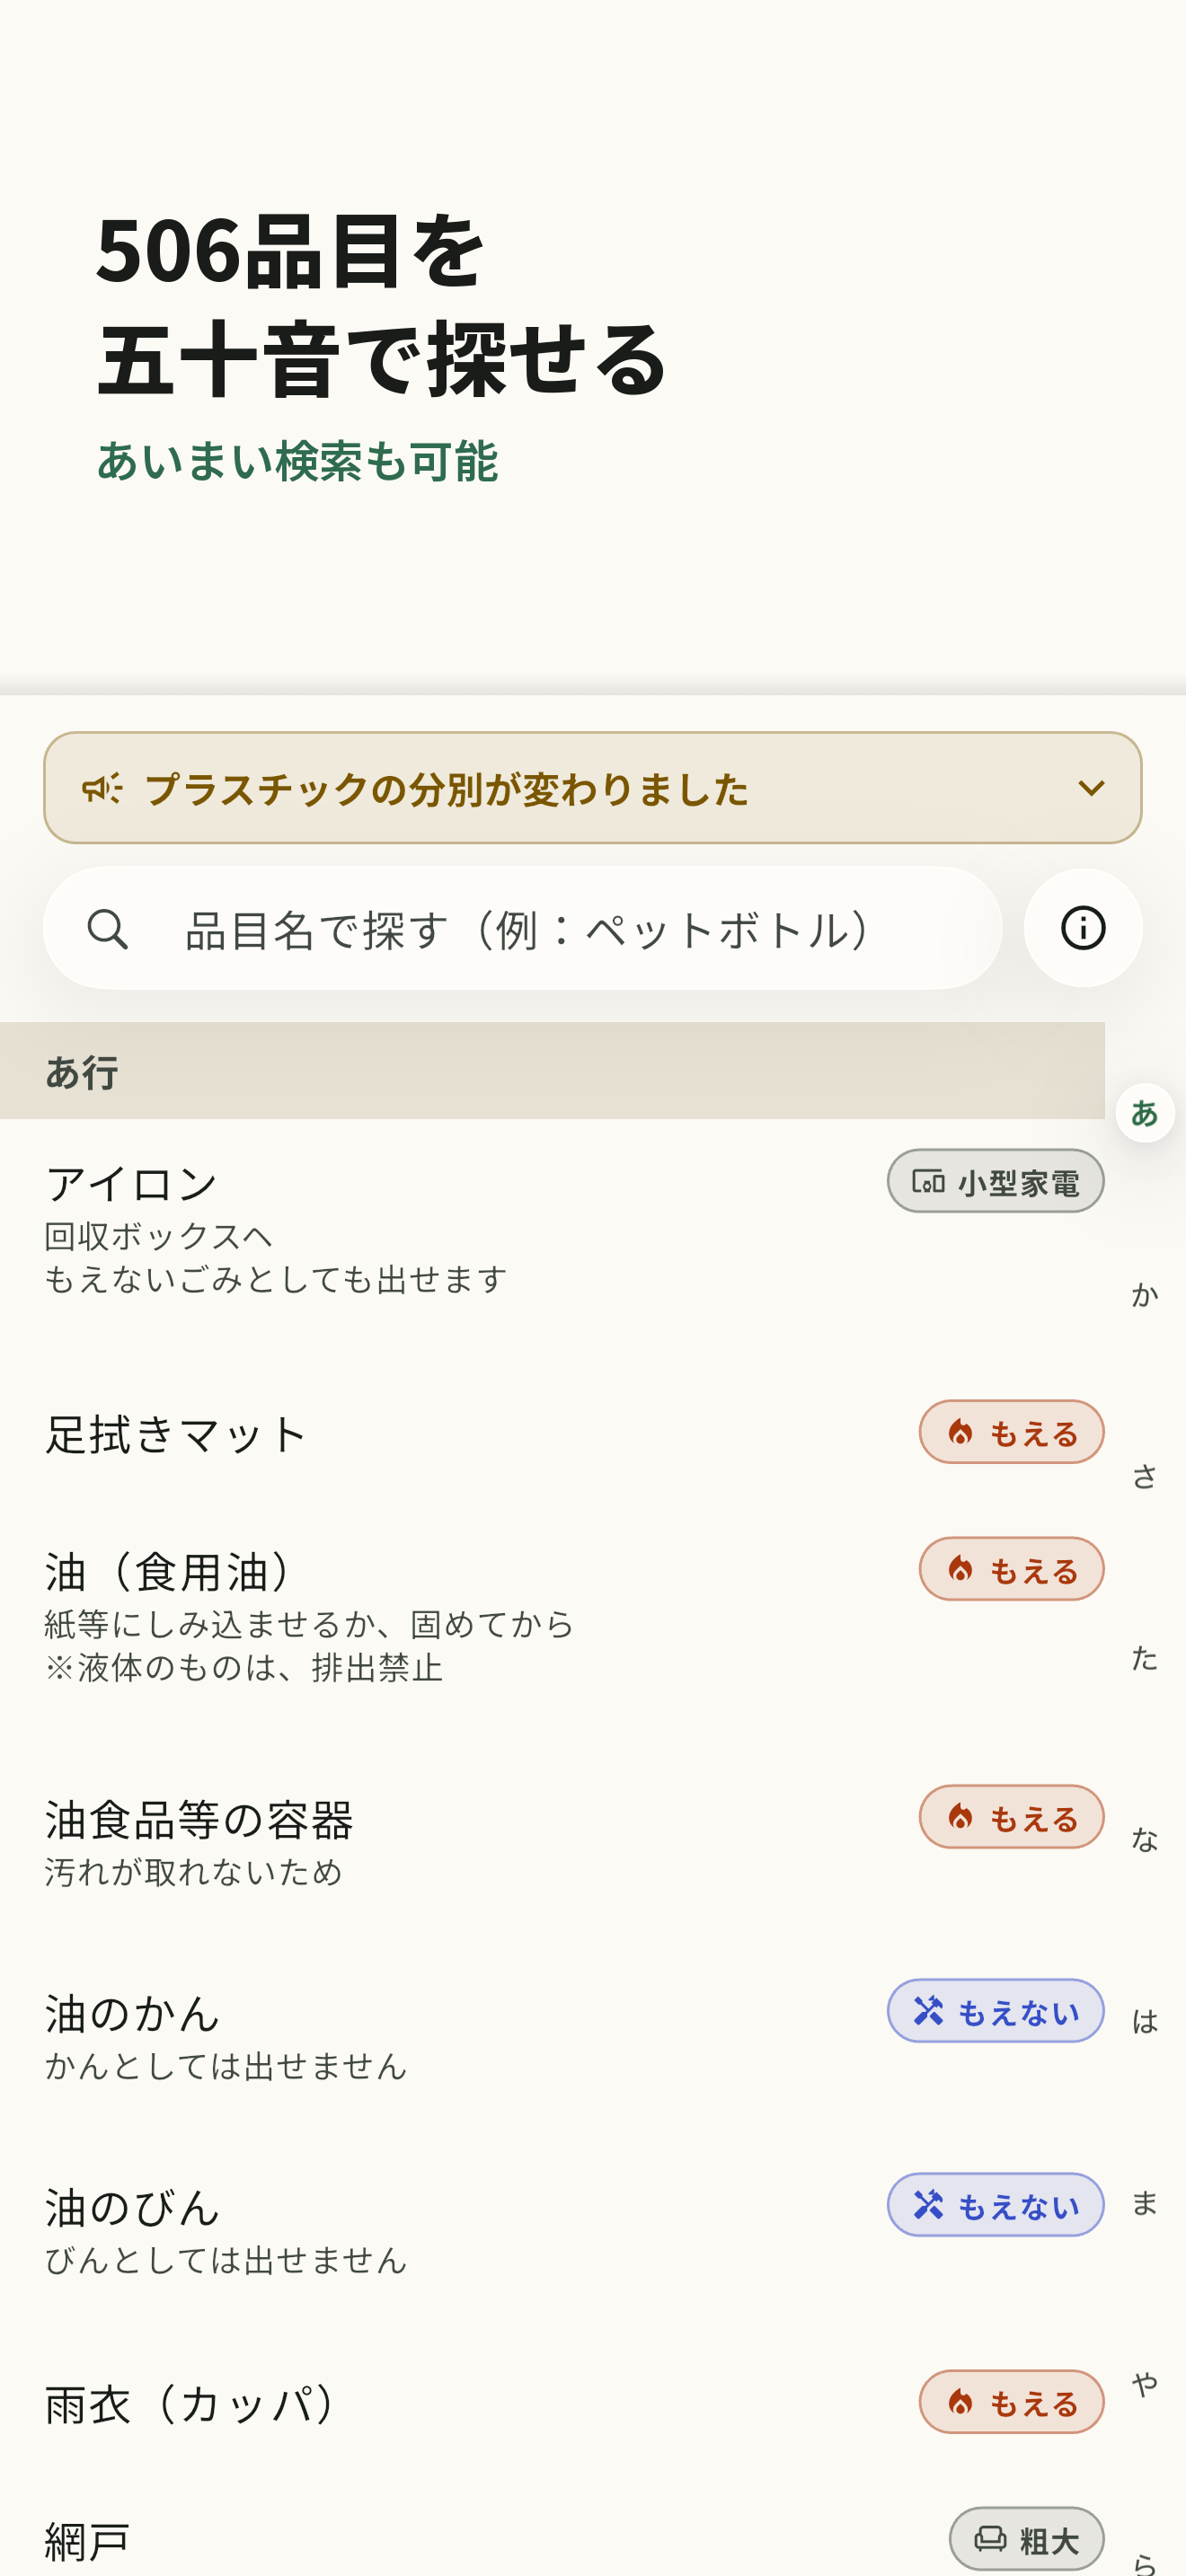 506品目を
五十音で探せる
あいまい検索も可能
プラスチックの分別が変わりました
品目名で探す（例：ペットボトル）
あ行
あ
アイロン
小型家電
回収ボックスへ
もえないごみとしても出せます
か
足拭きマット
もえる
さ
油（食用油）
もえる
紙等にしみ込ませるか、固めてから
※液体のものは、排出禁止
た
油食品等の容器
もえる
な
汚れが取れないため
油のかん
もえない
は
かんとしては出せません
油のびん
もえない
ま
びんとしては出せません
雨衣（カッパ）
もえる
や
網戸
粗大
ら